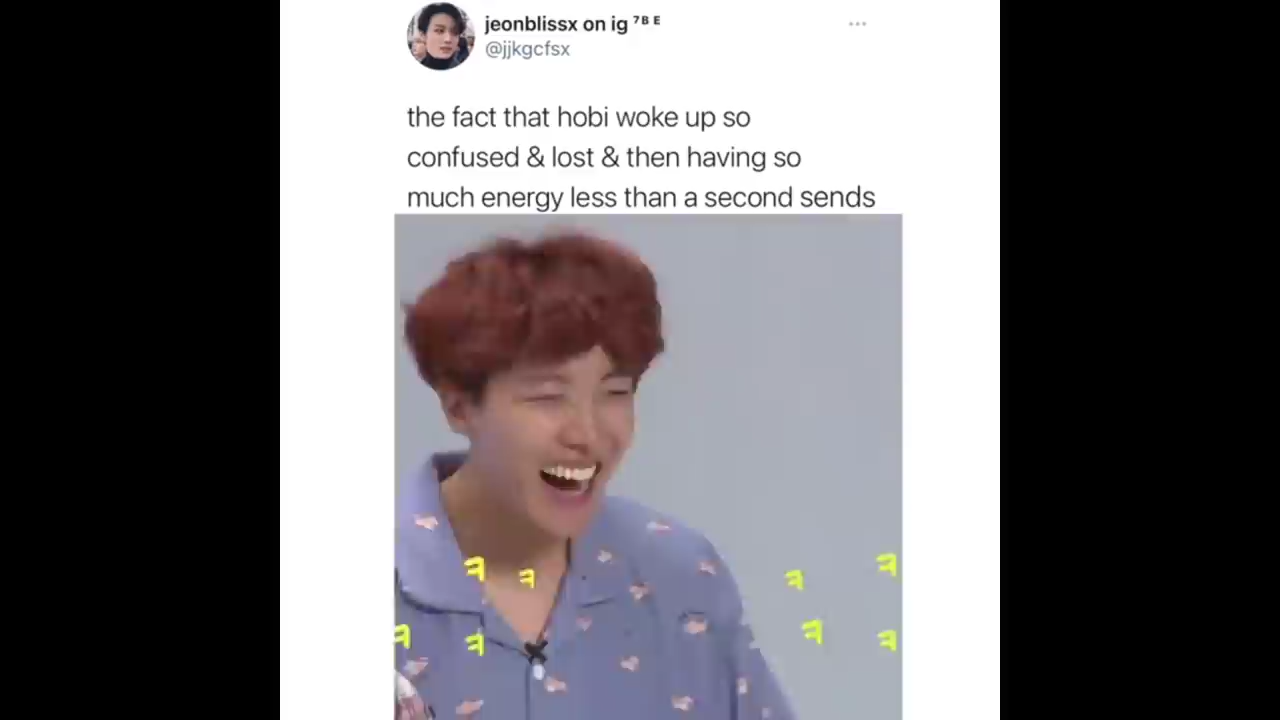 jeonblissx on ig ⁷ᴮ ᴱ
@jjkgcfsx
the fact that hobi woke up so
confused & lost & then having so
much energy less than a second sends
ㅋ ㅋ ㅋ ㅋ
ㅋ ㅋ ㅋ ㅋ